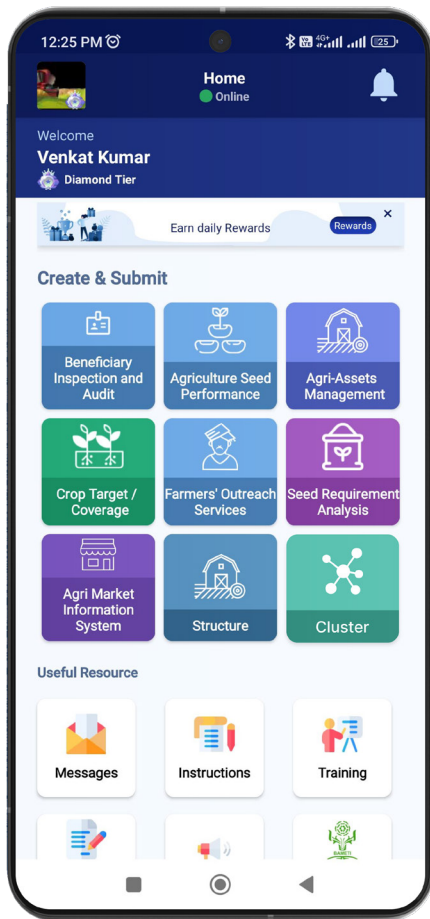 12:25 PM
4G+
25
Home
Online
Welcome
Venkat Kumar
Diamond Tier
Earn daily Rewards
Rewards
Create & Submit
Beneficiary
Inspection and
Audit
Agriculture Seed
Performance
Agri-Assets
Management
Crop Target /
Coverage
Farmers' Outreach
Services
Seed Requirement
Analysis
Agri Market
Information
System
Structure
Cluster
Useful Resource
Messages
Instructions
Training